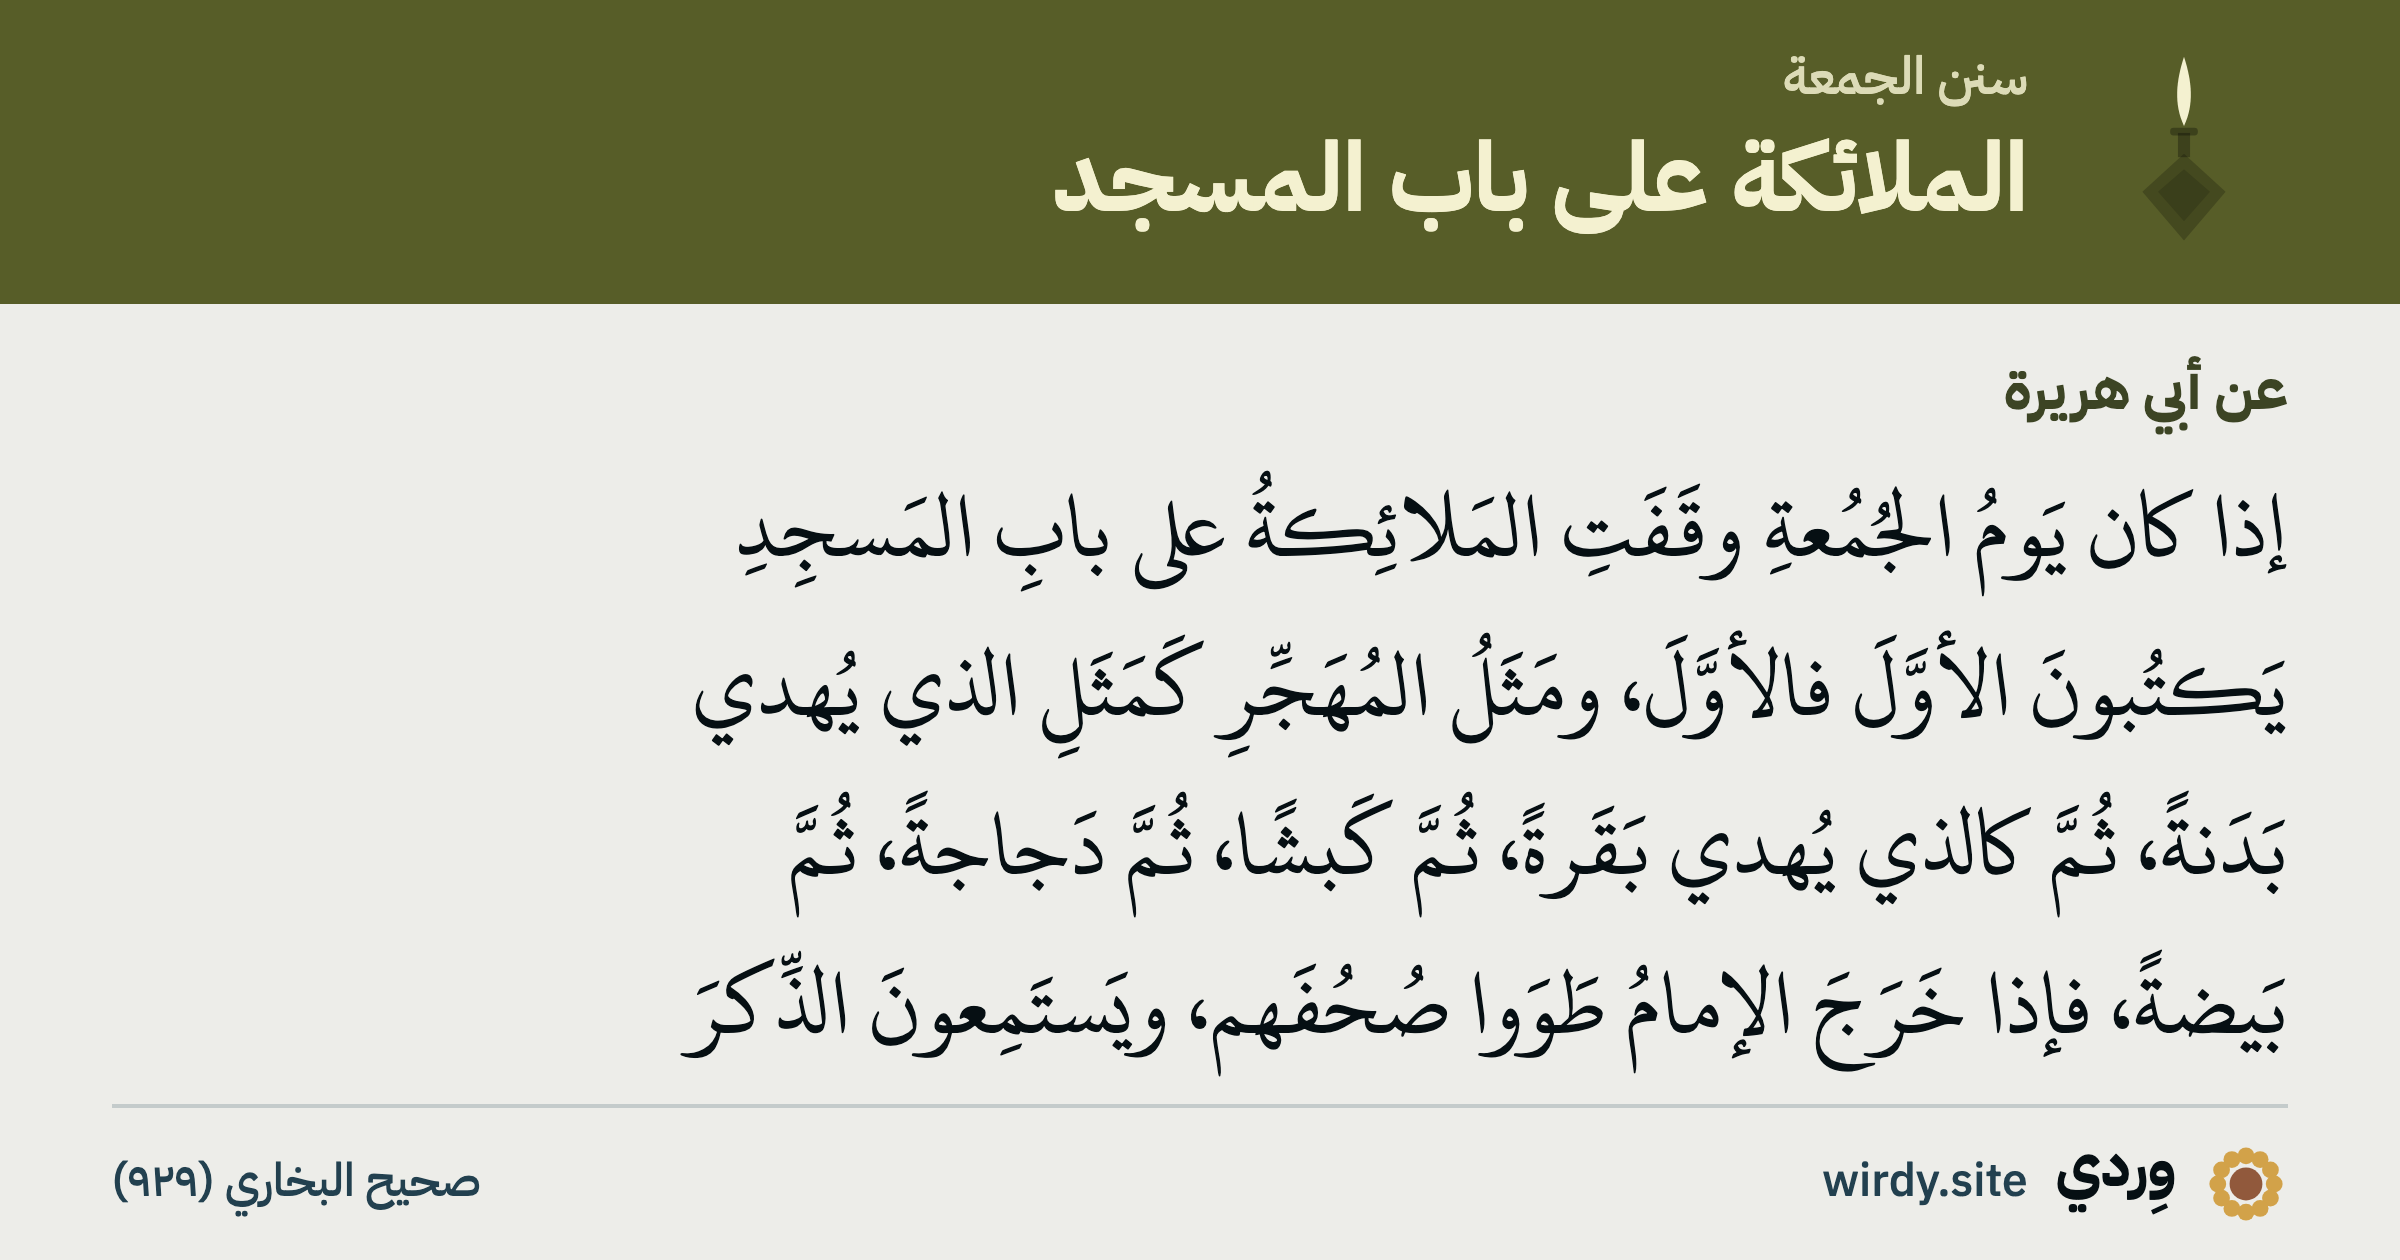 سنن الجمعة
الملائكة على باب المسجد
عن أبي هريرة
إذا كان يَومُ الجُمُعةِ وقَفَتِ المَلائِكةُ على بابِ المَسجِدِ
يَكتُبونَ الأوَّلَ فالأوَّلَ، ومَثَلُ المُهَجِّرِ كَمَثَلِ الذي يُهدي
بَدَنةً، ثُمَّ كالذي يُهدي بَقَرةً، ثُمَّ كَبشًا، ثُمَّ دَجاجةً، ثُمَّ
بَيضةً، فإذا خَرَجَ الإمامُ طَوَوا صُحُفَهم، ويَستَمِعونَ الذِّكرَ
وِردي wirdy.site
صحيح البخاري (٩٢٩)